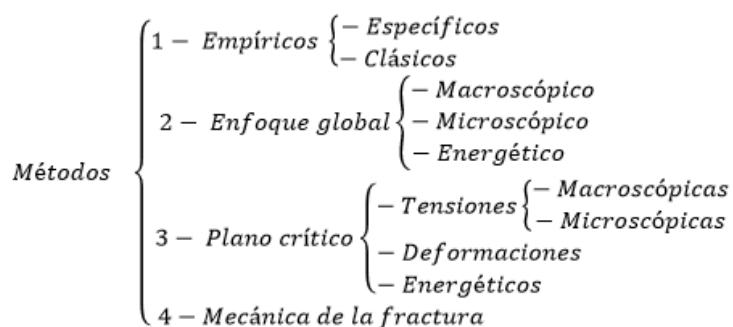 1 – Empíricos
– Específicos
– Clásicos
2 – Enfoque global
– Macroscópico
– Microscópico
– Energético
Métodos
3 – Plano crítico
– Tensiones
– Macroscópicas
– Microscópicas
– Deformaciones
– Energéticos
4 – Mecánica de la fractura